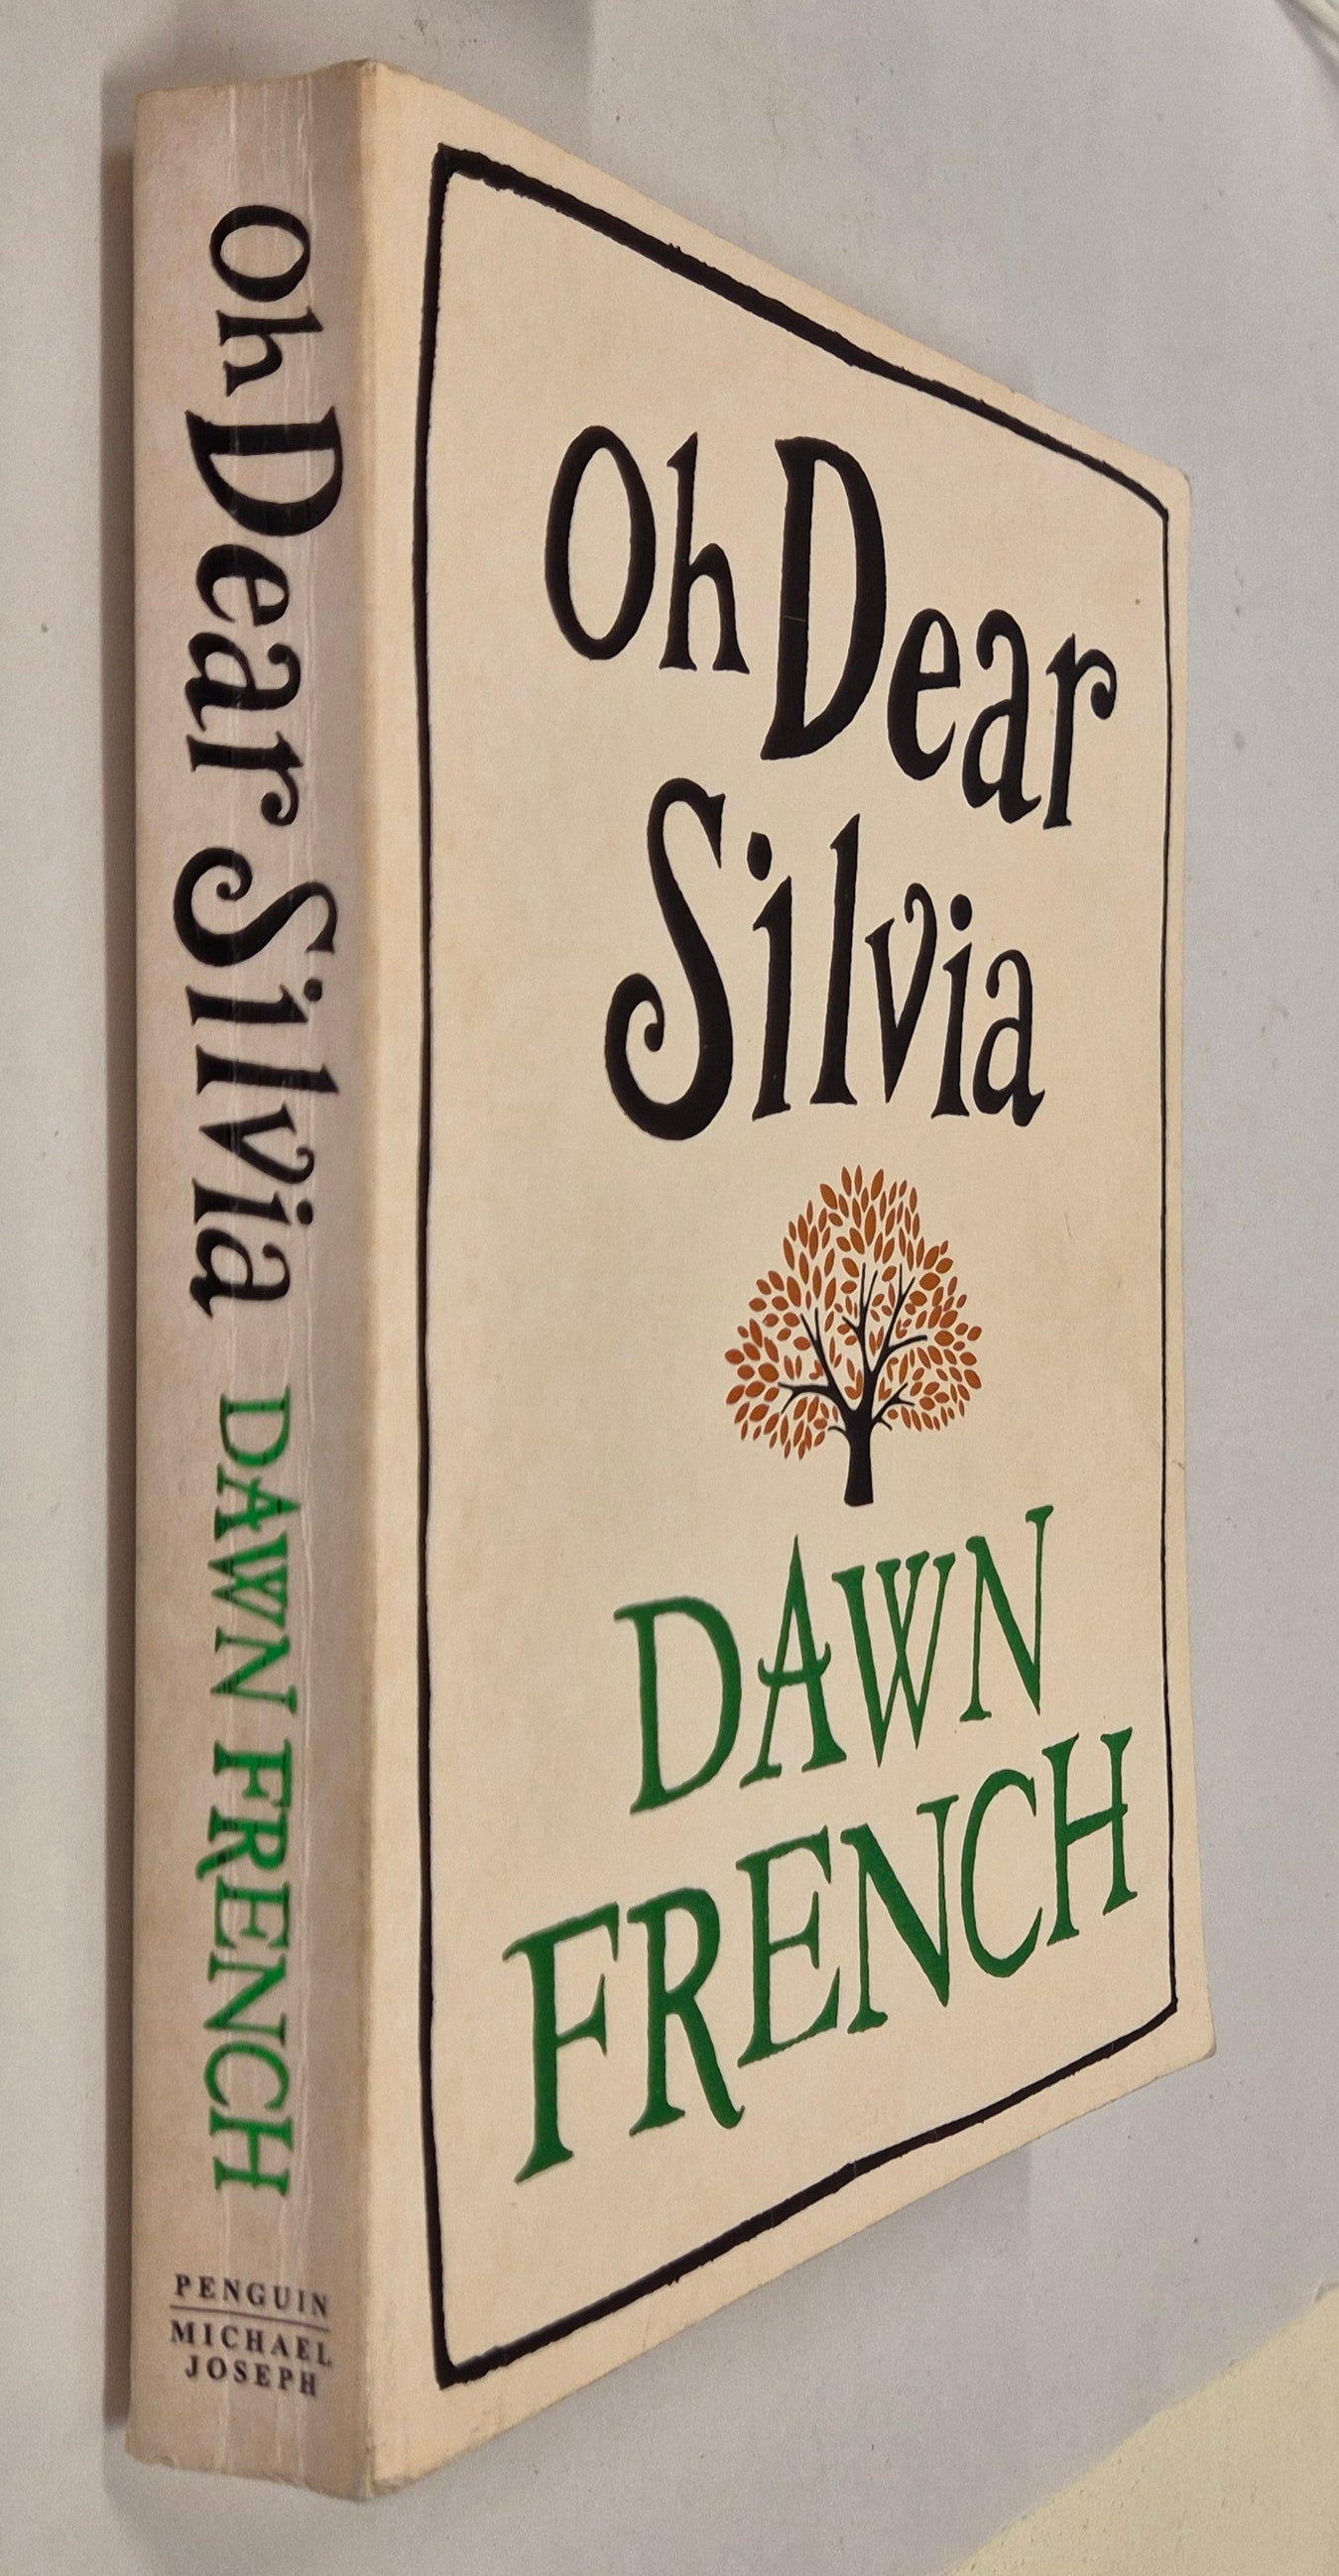 Oh Dear Silvia DAWN FRENCH
PENGUIN
MICHAEL
JOSEPH
Oh Dear
Silvia
DAWN
FRENCH